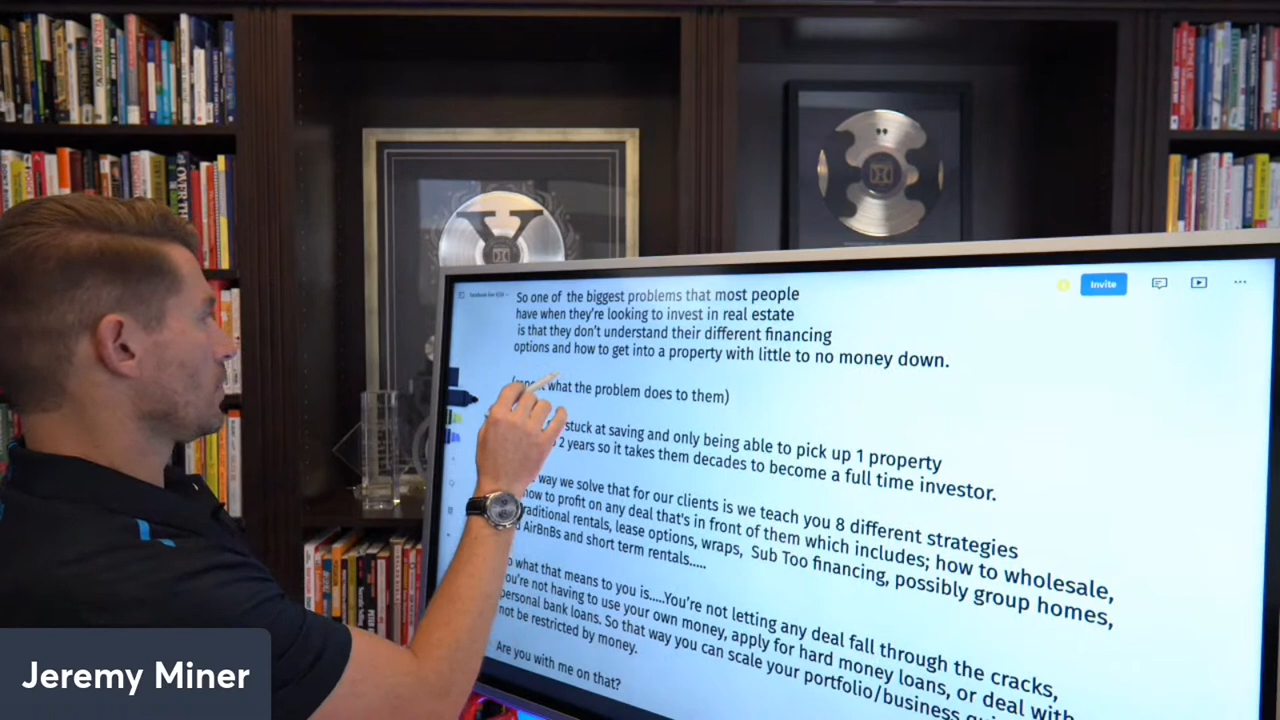 So one of the biggest problems that most people
have when they're looking to invest in real estate
is that they don't understand their different financing
options and how to get into a property with little to no money down.
what the problem does to them)
stuck at saving and only being able to pick up 1 property
2 years so it takes them decades to become a full time investor.
way we solve that for our clients is we teach you 8 different strategies
how to profit on any deal that's in front of them which includes; how to wholesale,
traditional rentals, lease options, wraps, Sub Too financing, possibly group homes,
AirBnBs and short term rentals.....
what that means to you is.....You're not letting any deal fall through the cracks,
you're not having to use your own money, apply for hard money loans, or deal with
personal bank loans. So that way you can scale your portfolio/business
not be restricted by money.
Are you with me on that?
Invite
OVERT
Jeremy Miner